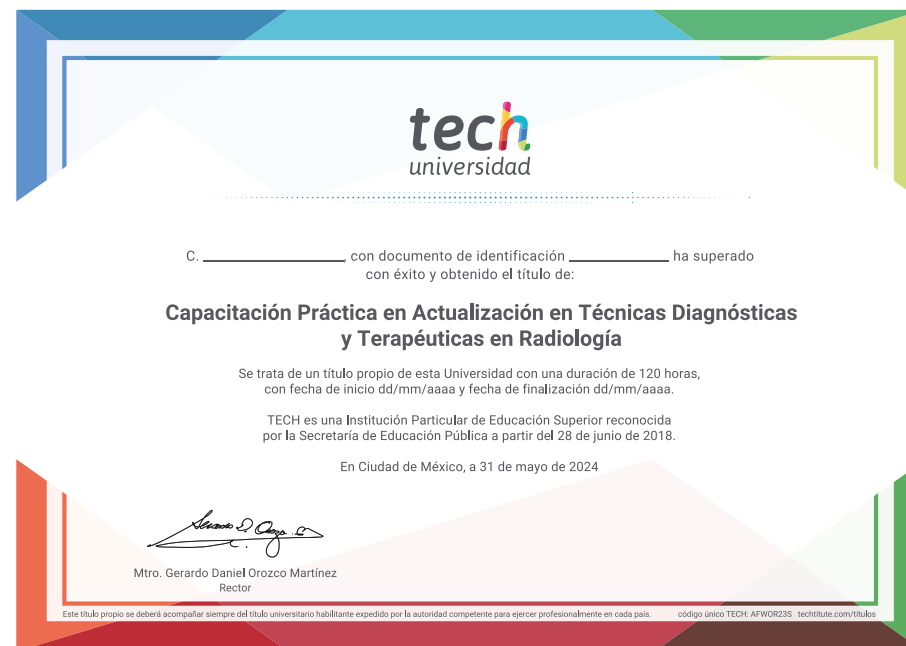 tech
universidad
C. ____________, con documento de identificación ____________ ha superado
con éxito y obtenido el título de:
Capacitación Práctica en Actualización en Técnicas Diagnósticas
y Terapéuticas en Radiología
Se trata de un título propio de esta Universidad con una duración de 120 horas,
con fecha de inicio dd/mm/aaaa y fecha de finalización dd/mm/aaaa.
TECH es una Institución Particular de Educación Superior reconocida
por la Secretaría de Educación Pública a partir del 28 de junio de 2018.
En Ciudad de México, a 31 de mayo de 2024
Mtro. Gerardo Daniel Orozco Martínez
Rector
Este título propio se deberá acompañar siempre del título universitario habilitante expedido por la autoridad competente para ejercer profesionalmente en cada país. código único TECH: AFWOR23S techtitute.com/titulos